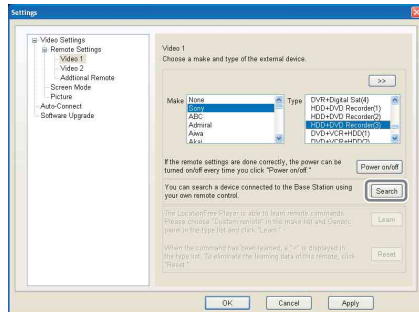 Settings
Video Settings
Remote Settings
Video 1
Video 2
Addtional Remote
Screen Mode
Picture
Auto-Connect
Software Upgrade
Video 1
Choose a make and type of the external device.
>>
Make
None
Sony
ABC
Admiral
Aiwa
Akai
Type
DVR+Digital Sat(4)
HDD+DVD Recorder(1)
HDD+DVD Recorder(2)
HDD+DVD Recorder(3)
DVD+VCR+HDD(1)
DVD+VCR+HDD(2)
If the remote settings are done correctly, the power can be
turned on/off every time you click "Power on/off."
Power on/off
You can search a device connected to the Base Station using
your own remote control.
Search
The LocationFree Player is able to learn remote commands.
Please choose "Custom remote" in the make list and Generic
panel in the type list and click "Learn."
Learn
When the command has been learned, a "<" is displayed in
the type list. To eliminate the learning data of this remote, click
"Reset."
Reset
OK
Cancel
Apply